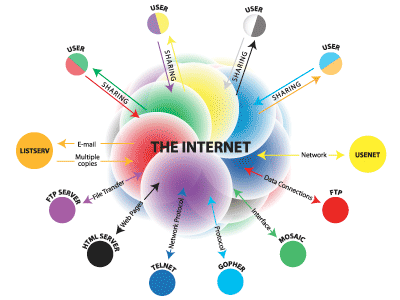 USER
USER
USER
USER
SHARING
SHARING
SHARING
SHARING
THE INTERNET
LISTSERV
E-mail
Multiple
copies
Network
USENET
FTP SERVER
File Transfer
Data Connections
FTP
HTML SERVER
Web Pages
Network Protocol
Protocol
Interface
MOSAIC
TELNET
GOPHER